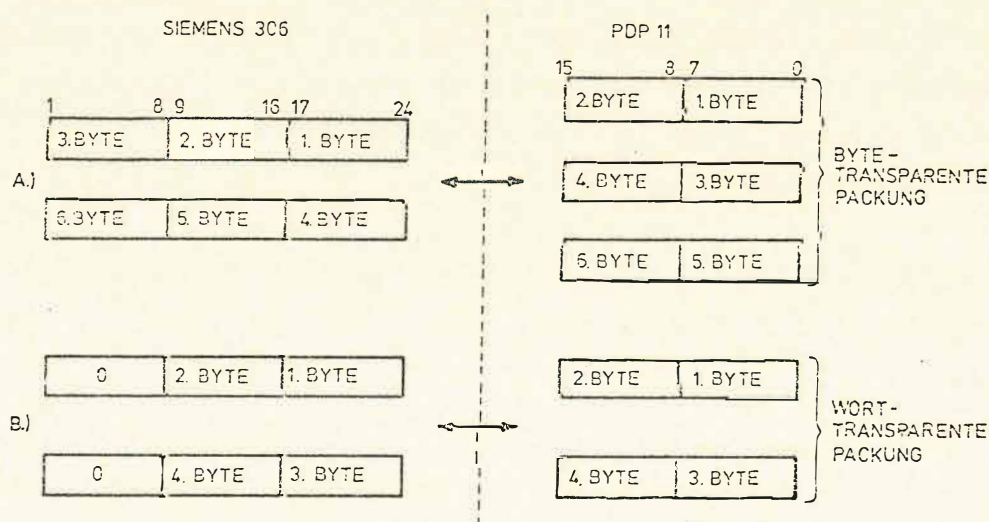 SIEMENS 306
PDP 11
1 8 9 16 17 24
15 8 7 0
A.)
3.BYTE 2. BYTE 1. BYTE
6.BYTE 5. BYTE 4. BYTE
2.BYTE 1. BYTE
4. BYTE 3.BYTE
6. BYTE 5. BYTE
BYTE-
TRANSPARENTE
PACKUNG
B.)
0 2. BYTE 1. BYTE
0 4. BYTE 3. BYTE
2.BYTE 1. BYTE
4. BYTE 3. BYTE
WORT-
TRANSPARENTE
PACKUNG